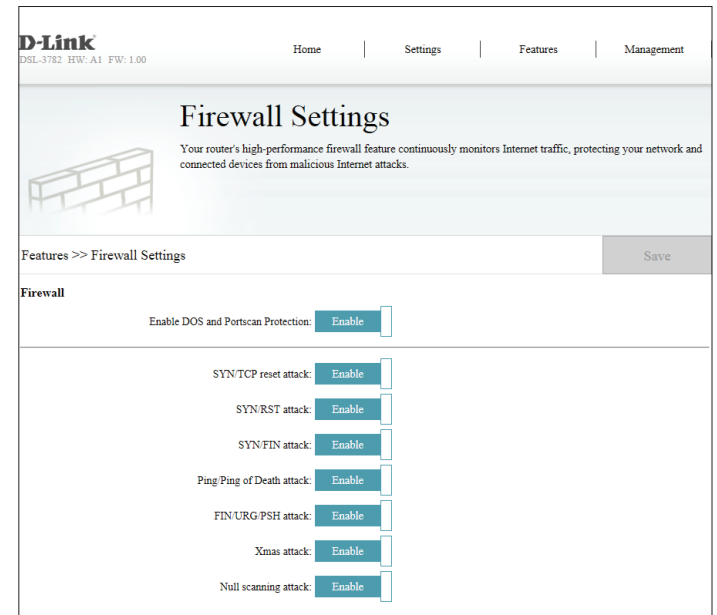 D-Link
DSL-3782 HW: A1 FW: 1.00
Home
Settings
Features
Management
Firewall Settings
Your router's high-performance firewall feature continuously monitors Internet traffic, protecting your network and
connected devices from malicious Internet attacks.
Features >> Firewall Settings
Save
Firewall
Enable DOS and Portscan Protection: Enable
SYN/TCP reset attack: Enable
SYN/RST attack: Enable
SYN/FIN attack: Enable
Ping/Ping of Death attack: Enable
FIN/URG/PSH attack: Enable
Xmas attack: Enable
Null scanning attack: Enable